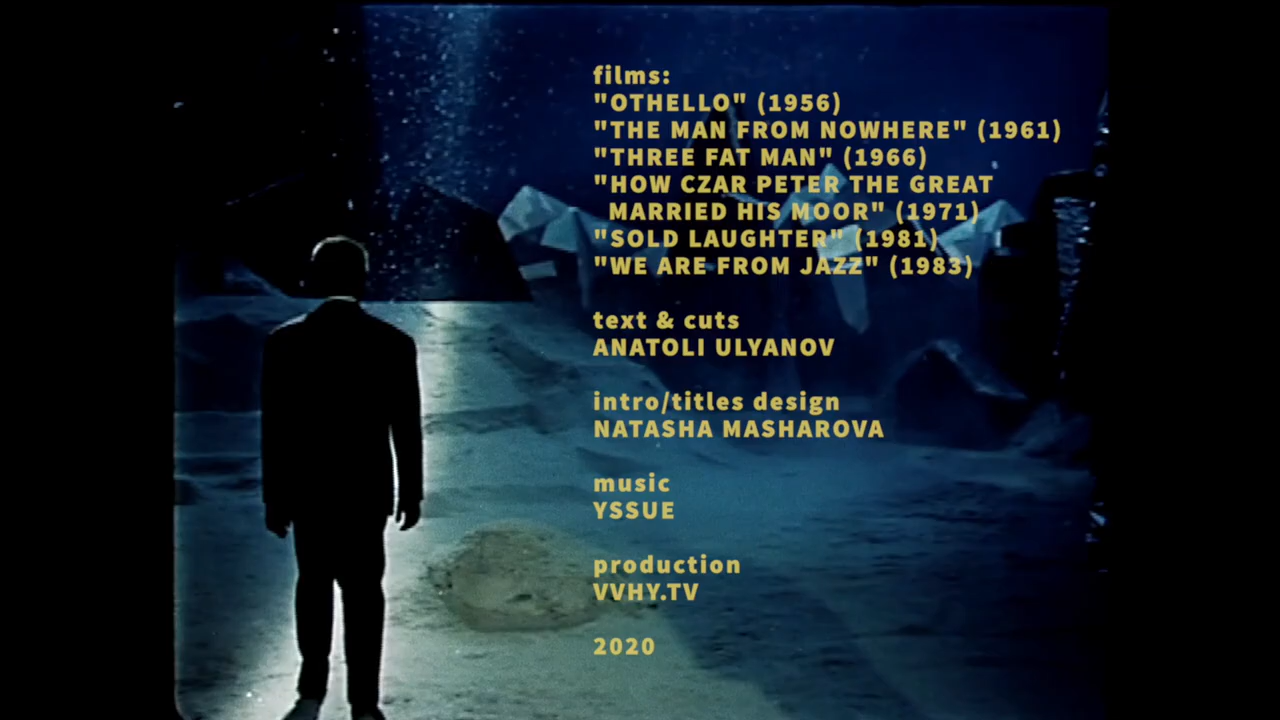 films:
"OTHELLO" (1956)
"THE MAN FROM NOWHERE" (1961)
"THREE FAT MAN" (1966)
"HOW CZAR PETER THE GREAT
MARRIED HIS MOOR" (1971)
"SOLD LAUGHTER" (1981)
"WE ARE FROM JAZZ" (1983)
text & cuts
ANATOLI ULYANOV
intro/titles design
NATASHA MASHAROVA
music
YSSUE
production
VVHY.TV
2020